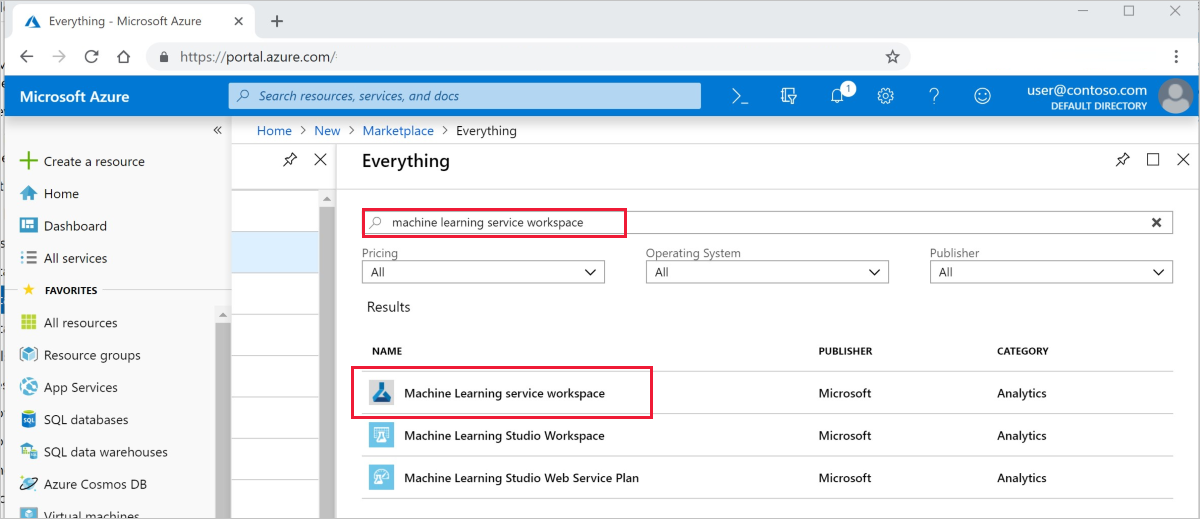 Everything - Microsoft Azure
https://portal.azure.com/
Microsoft Azure
Search resources, services, and docs
1
user@contoso.com
DEFAULT DIRECTORY
Home > New > Marketplace > Everything
Create a resource
Home
Dashboard
All services
FAVORITES
All resources
Resource groups
App Services
SQL databases
SQL data warehouses
Azure Cosmos DB
Virtual machines
Everything
machine learning service workspace
Pricing Operating System Publisher
All All All
Results
NAME PUBLISHER CATEGORY
Machine Learning service workspace Microsoft Analytics
Machine Learning Studio Workspace Microsoft Analytics
Machine Learning Studio Web Service Plan Microsoft Analytics